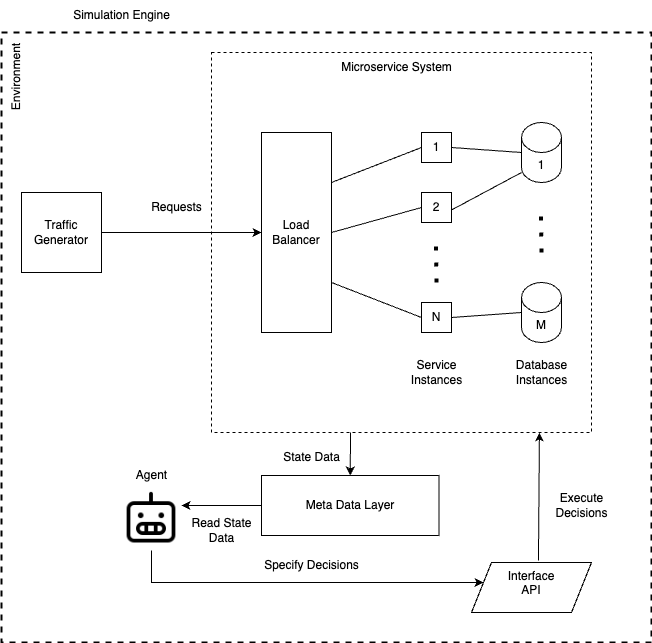 Simulation Engine
Environment
Microservice System
Traffic
Generator
Requests
Load
Balancer
1
2
N
1
M
Service
Instances
Database
Instances
State Data
Agent
Meta Data Layer
Read State
Data
Execute
Decisions
Specify Decisions
Interface
API